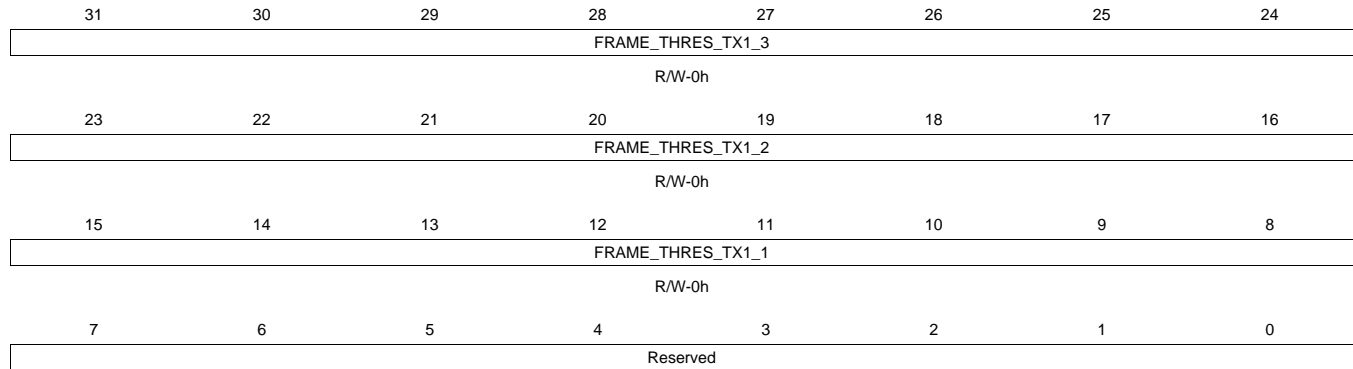 31 30 29 28 27 26 25 24
FRAME_THRES_TX1_3
R/W-0h
23 22 21 20 19 18 17 16
FRAME_THRES_TX1_2
R/W-0h
15 14 13 12 11 10 9 8
FRAME_THRES_TX1_1
R/W-0h
7 6 5 4 3 2 1 0
Reserved